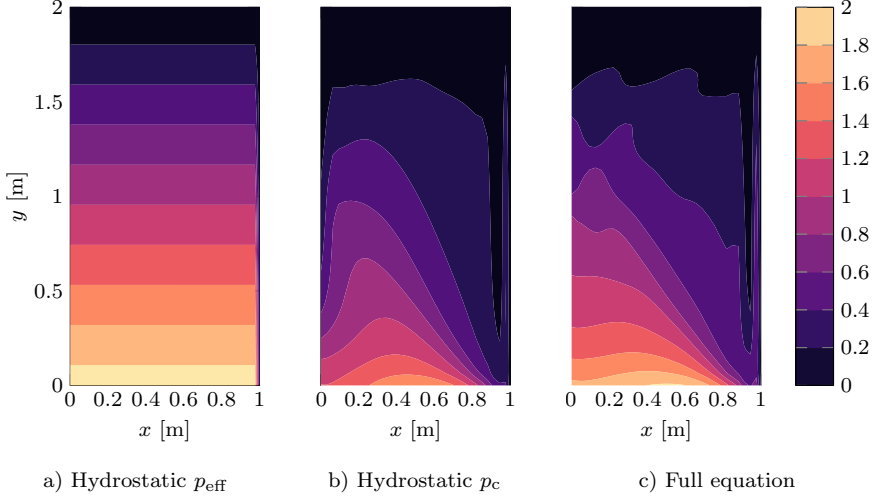 2
1.5
1
0.5
0
y [m]
0 0.2 0.4 0.6 0.8 1
x [m]
a) Hydrostatic p_eff
0 0.2 0.4 0.6 0.8 1
x [m]
b) Hydrostatic p_c
0 0.2 0.4 0.6 0.8 1
x [m]
c) Full equation
2
1.8
1.6
1.4
1.2
1
0.8
0.6
0.4
0.2
0